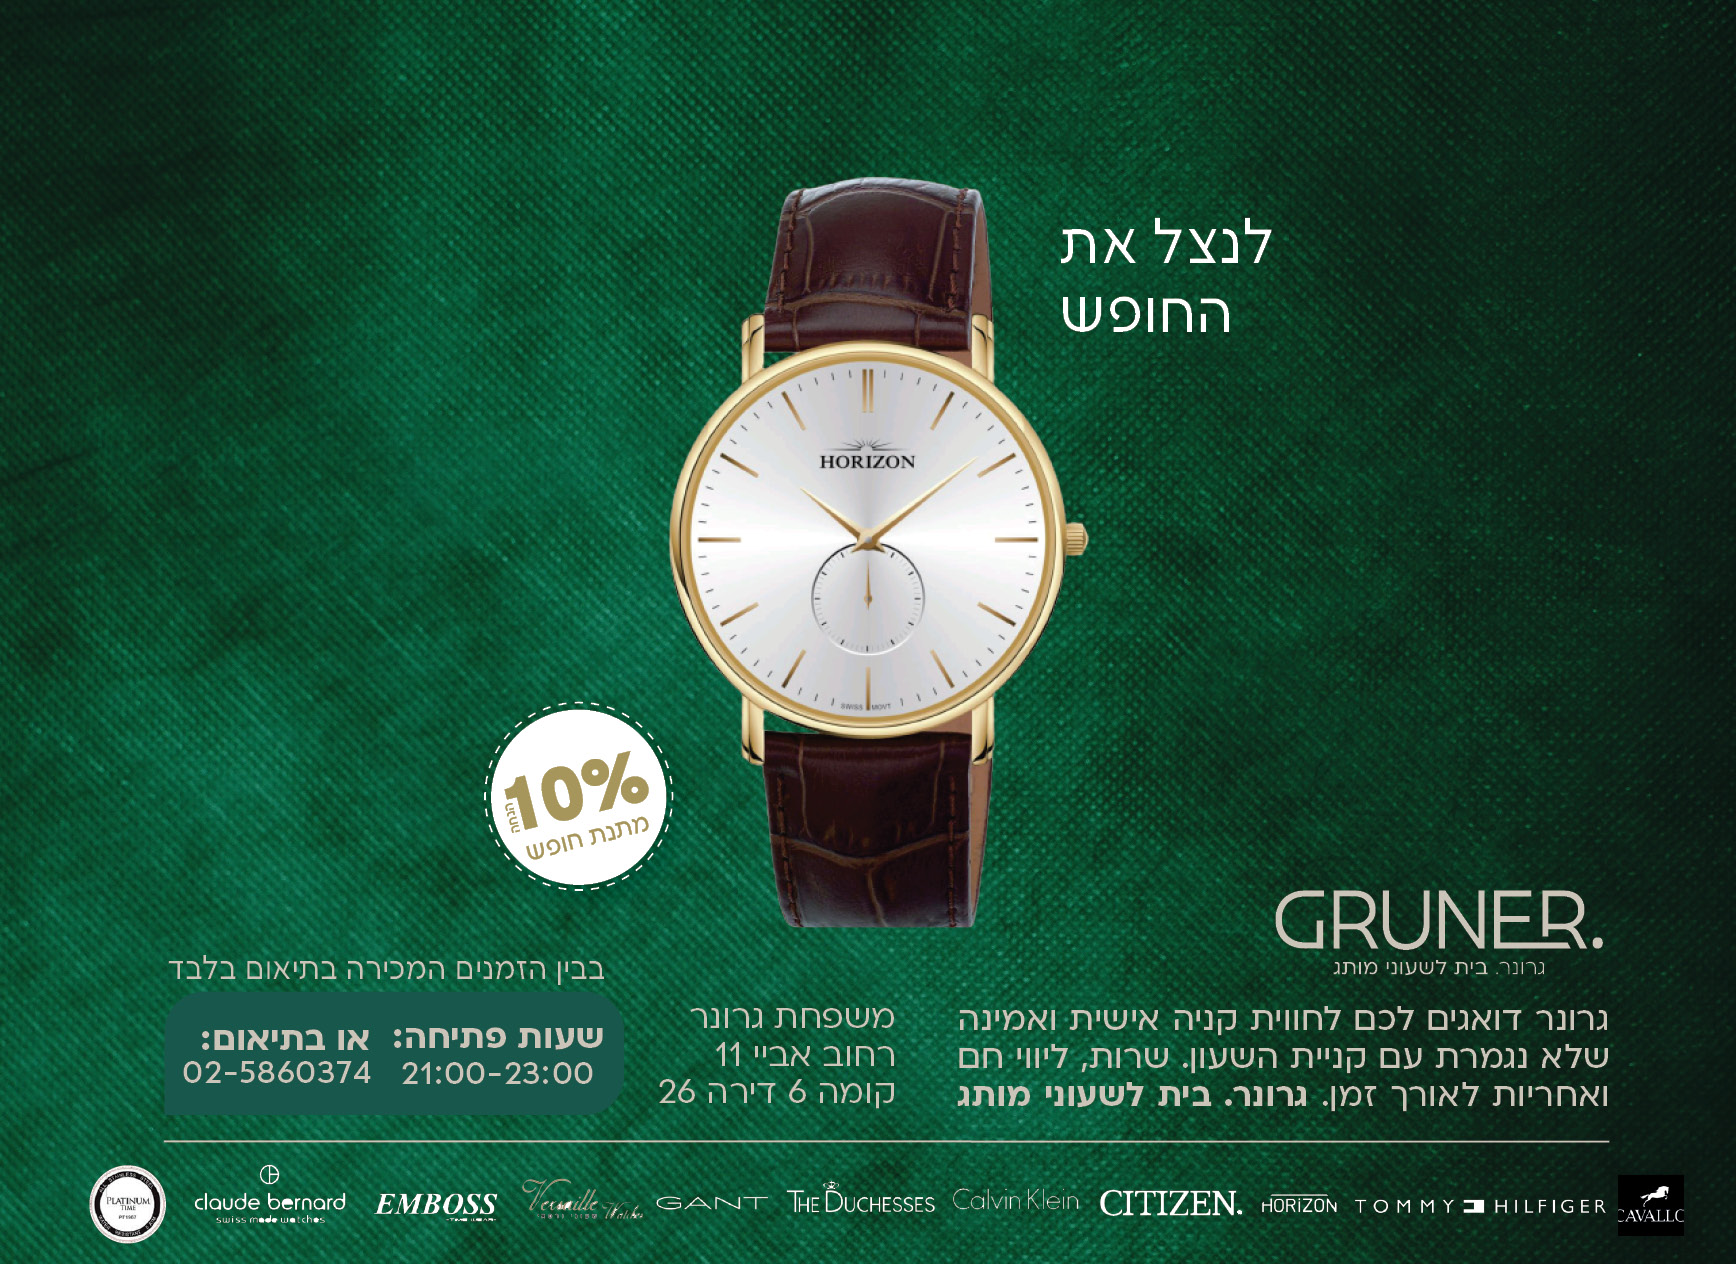 לנצל את
החופש
HORIZON
SWISS MOVT
10%
הנחה
מתנת חופש
GRUNER.
גרונר. בית לשעוני מותג
גרונר דואגים לכם לחווית קניה אישית ואמינה
שלא נגמרת עם קניית השעון. שרות, ליווי חם
ואחריות לאורך זמן. גרונר. בית לשעוני מותג
משפחת גרונר
רחוב אביי 11
קומה 6 דירה 26
בבין הזמנים המכירה בתיאום בלבד
שעות פתיחה:
21:00-23:00
או בתיאום:
02-5860374
PLATINUM
TIME
claude bernard
swiss made watches
EMBOSS
GANT
THE DUCHESSES
Calvin Klein
CITIZEN.
HORIZON
TOMMY HILFIGER
CAVALLO